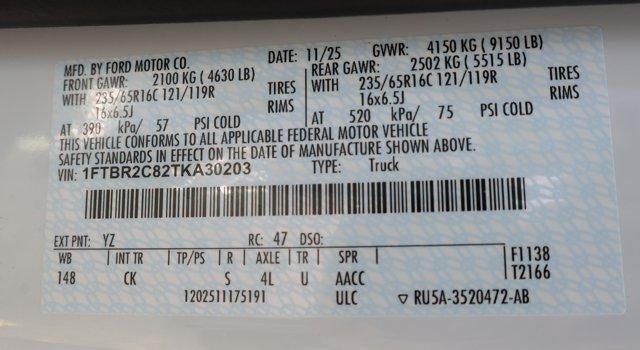 MFD. BY FORD MOTOR CO. DATE: 11/25 GVWR: 4150 KG ( 9150 LB)
FRONT GAWR: 2100 KG ( 4630 LB) REAR GAWR: 2502 KG ( 5515 LB)
WITH 235/65R16C 121/119R TIRES WITH 235/65R16C 121/119R TIRES
16x6.5J RIMS 16x6.5J RIMS
AT 390 kPa/ 57 PSI COLD AT 520 kPa/ 75 PSI COLD
THIS VEHICLE CONFORMS TO ALL APPLICABLE FEDERAL MOTOR VEHICLE
SAFETY STANDARDS IN EFFECT ON THE DATE OF MANUFACTURE SHOWN ABOVE.
VIN: 1FTBR2C82TKA30203 TYPE: Truck
EXT PNT: YZ RC: 47 DSO:
WB | INT TR | TP/PS | R | AXLE | TR | SPR F1138
148 CK S 4L U AACC T2166
1202511175191 ULC ▽ RU5A-3520472-AB